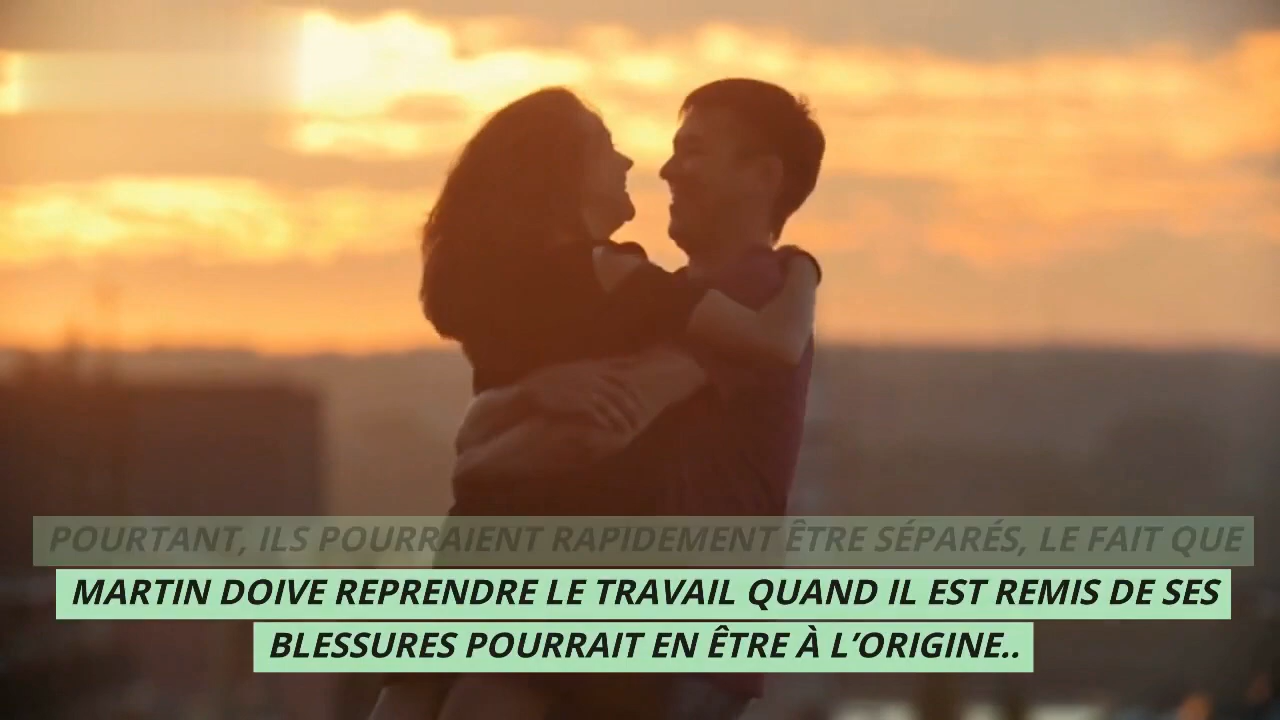 POURTANT, ILS POURRAIENT RAPIDEMENT ÊTRE SÉPARÉS, LE FAIT QUE
MARTIN DOIVE REPRENDRE LE TRAVAIL QUAND IL EST REMIS DE SES
BLESSURES POURRAIT EN ÊTRE À L’ORIGINE..